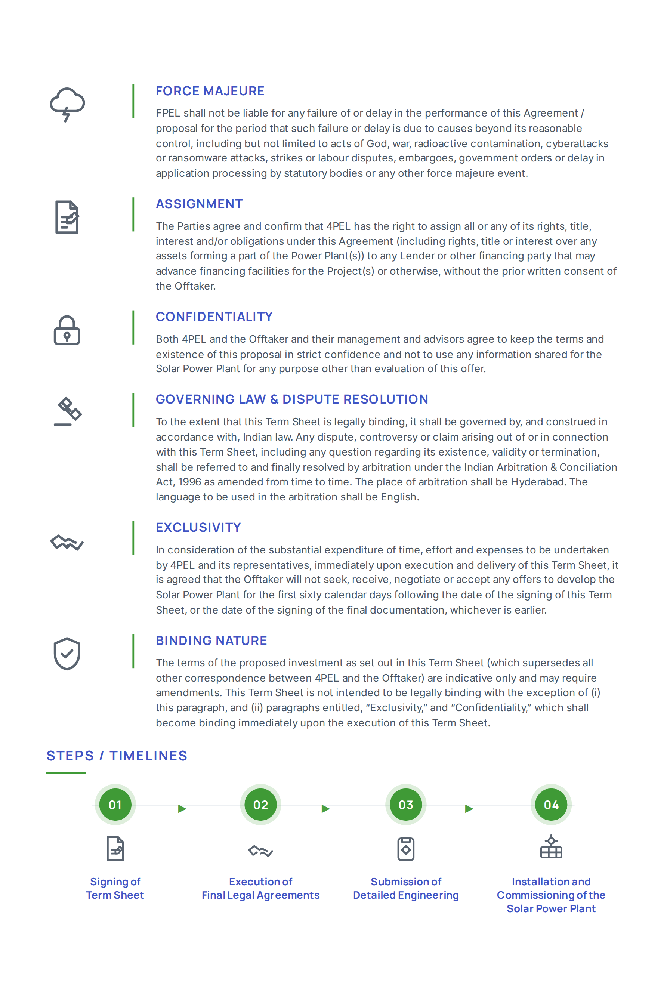 FORCE MAJEURE
FPEL shall not be liable for any failure of or delay in the performance of this Agreement /
proposal for the period that such failure or delay is due to causes beyond its reasonable
control, including but not limited to acts of God, war, radioactive contamination, cyberattacks
or ransomware attacks, strikes or labour disputes, embargoes, government orders or delay in
application processing by statutory bodies or any other force majeure event.
ASSIGNMENT
The Parties agree and confirm that 4PEL has the right to assign all or any of its rights, title,
interest and/or obligations under this Agreement (including rights, title or interest over any
assets forming a part of the Power Plant(s)) to any Lender or other financing party that may
advance financing facilities for the Project(s) or otherwise, without the prior written consent of
the Offtaker.
CONFIDENTIALITY
Both 4PEL and the Offtaker and their management and advisors agree to keep the terms and
existence of this proposal in strict confidence and not to use any information shared for the
Solar Power Plant for any purpose other than evaluation of this offer.
GOVERNING LAW & DISPUTE RESOLUTION
To the extent that this Term Sheet is legally binding, it shall be governed by, and construed in
accordance with, Indian law. Any dispute, controversy or claim arising out of or in connection
with this Term Sheet, including any question regarding its existence, validity or termination,
shall be referred to and finally resolved by arbitration under the Indian Arbitration & Conciliation
Act, 1996 as amended from time to time. The place of arbitration shall be Hyderabad. The
language to be used in the arbitration shall be English.
EXCLUSIVITY
In consideration of the substantial expenditure of time, effort and expenses to be undertaken
by 4PEL and its representatives, immediately upon execution and delivery of this Term Sheet, it
is agreed that the Offtaker will not seek, receive, negotiate or accept any offers to develop the
Solar Power Plant for the first sixty calendar days following the date of the signing of this Term
Sheet, or the date of the signing of the final documentation, whichever is earlier.
BINDING NATURE
The terms of the proposed investment as set out in this Term Sheet (which supersedes all
other correspondence between 4PEL and the Offtaker) are indicative only and may require
amendments. This Term Sheet is not intended to be legally binding with the exception of (i)
this paragraph, and (ii) paragraphs entitled, “Exclusivity,” and “Confidentiality,” which shall
become binding immediately upon the execution of this Term Sheet.
STEPS / TIMELINES
01
02
03
04
Signing of
Term Sheet
Execution of
Final Legal Agreements
Submission of
Detailed Engineering
Installation and
Commissioning of the
Solar Power Plant